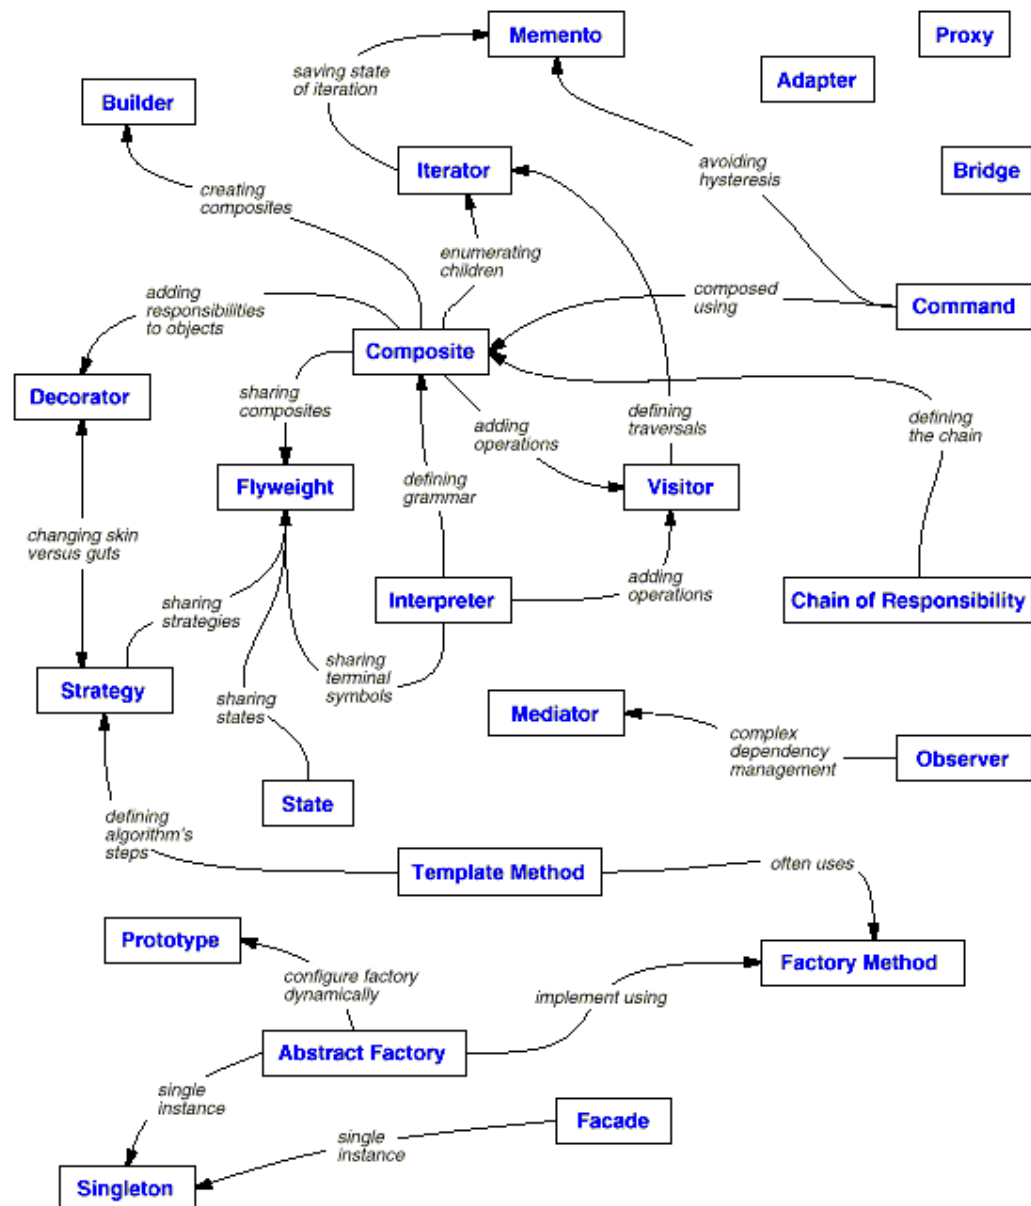 Memento
Proxy
Adapter
saving state
of iteration
Builder
Iterator
avoiding
hysteresis
Bridge
creating
composites
enumerating
children
adding
responsibilities
to objects
composed
using
Command
Composite
Decorator
sharing
composites
adding
operations
defining
traversals
defining
the chain
Flyweight
defining
grammar
Visitor
changing skin
versus guts
sharing
strategies
Interpreter
adding
operations
Chain of Responsibility
Strategy
sharing
terminal
symbols
sharing
states
Mediator
complex
dependency
management
Observer
State
defining
algorithm's
steps
Template Method
often uses
Prototype
Factory Method
configure factory
dynamically
implement using
Abstract Factory
single
instance
Facade
single
instance
Singleton